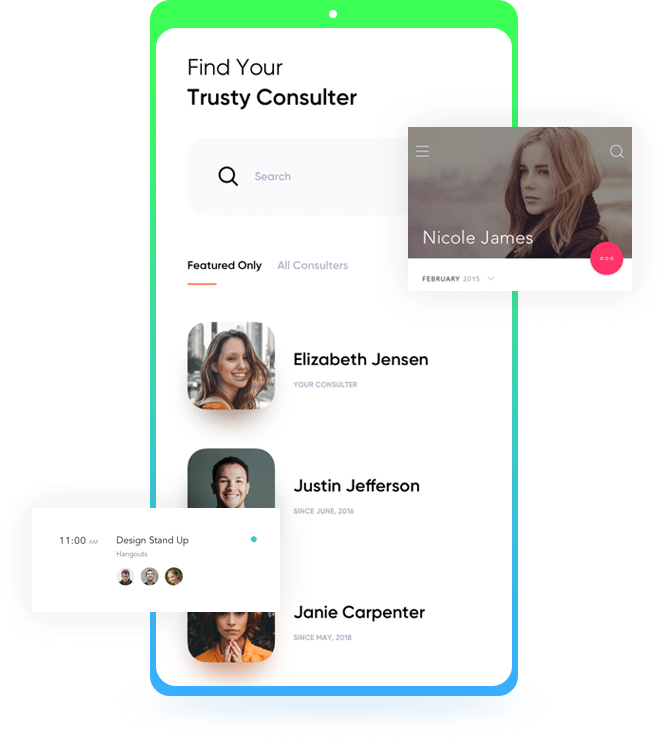 Find Your
Trusty Consulter
Search
Nicole James
FEBRUARY 2015
Featured Only All Consulters
Elizabeth Jensen
YOUR CONSULTER
Justin Jefferson
SINCE JUNE, 2016
11:00 AM Design Stand Up
Hangouts
Janie Carpenter
SINCE MAY, 2018